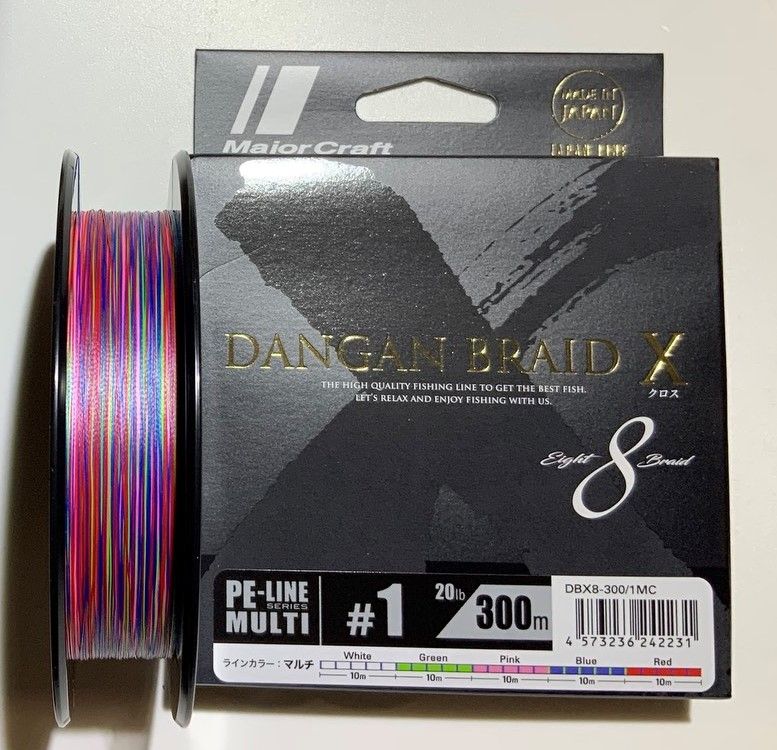 MADE IN
JAPAN
Major Craft
DANGAN BRAID X
クロス
THE HIGH QUALITY FISHING LINE TO GET THE BEST FISH.
LET'S RELAX AND ENJOY FISHING WITH US.
Eight 8 Braid
PE-LINE
SERIES
MULTI
#1
20lb
300m
DBX8-300/1MC
4 573236 242231
ラインカラー：マルチ
White Green Pink Blue Red
10m 10m 10m 10m 10m